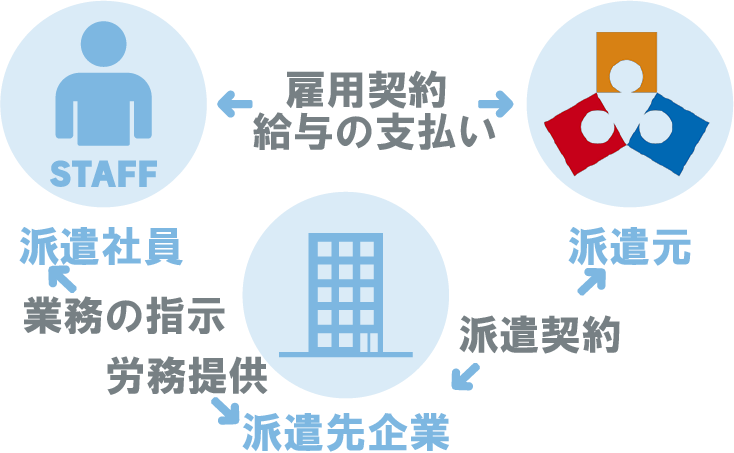 雇用契約
給与の支払い
STAFF
派遣社員
派遣元
業務の指示
派遣契約
労務提供
派遣先企業